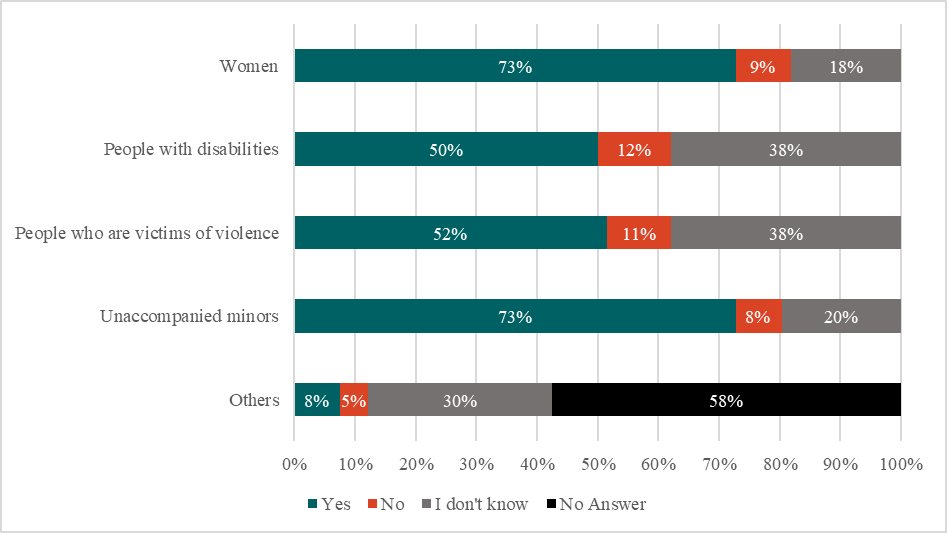 Women 73% 9% 18%
People with disabilities 50% 12% 38%
People who are victims of violence 52% 11% 38%
Unaccompanied minors 73% 8% 20%
Others 8% 5% 30% 58%
0% 10% 20% 30% 40% 50% 60% 70% 80% 90% 100%
Yes No I don't know No Answer